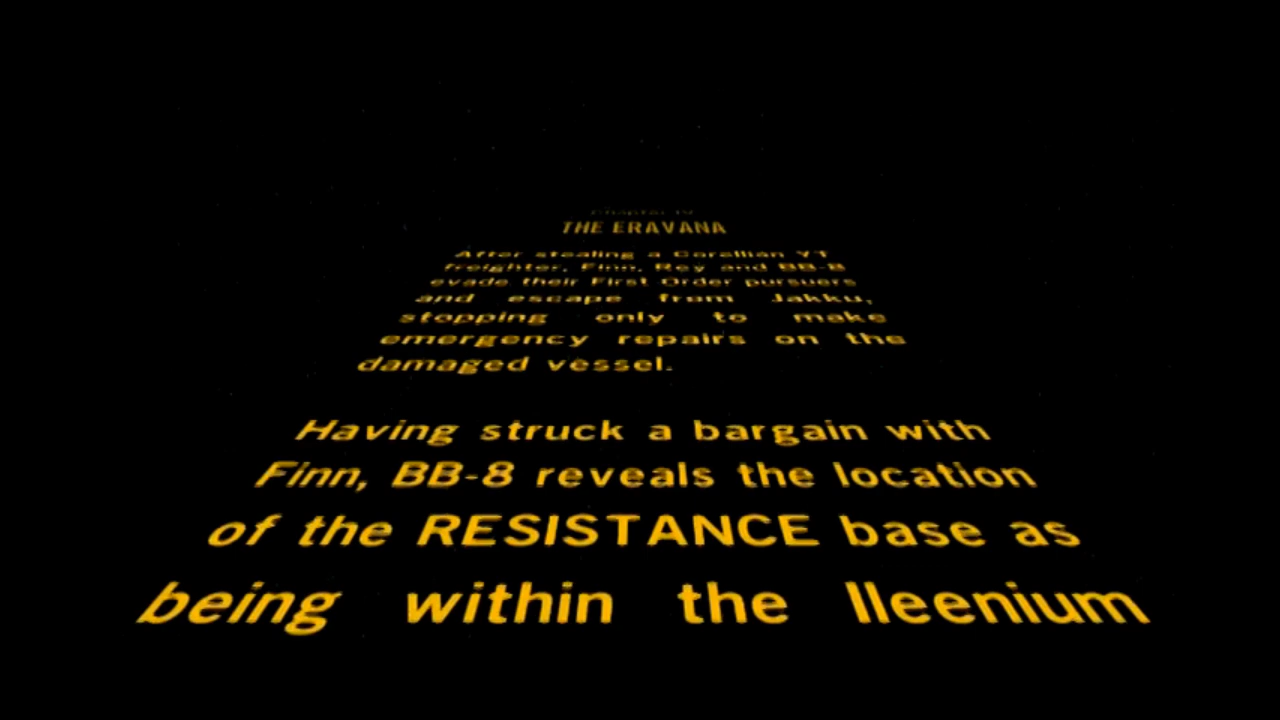 Chapter IV
THE ERAVANA
After stealing a Corellian YT
freighter, Finn, Rey and BB-8
evade their First Order pursuers
and escape from Jakku,
stopping only to make
emergency repairs on the
damaged vessel.
Having struck a bargain with
Finn, BB-8 reveals the location
of the RESISTANCE base as
being within the Ileenium